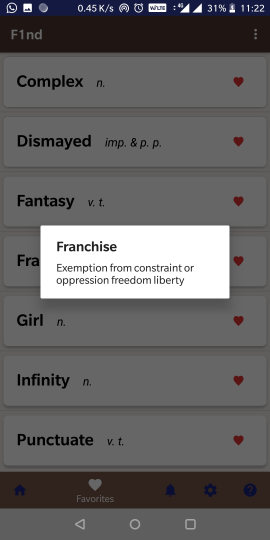 0.45 K/s 4G 31% 11:22
F1nd
Complex n.
Dismayed imp. & p. p.
Fantasy v. t.
Franchise
Fra
Exemption from constraint or
oppression freedom liberty
Girl n.
Infinity n.
Punctuate v. t.
Favorites